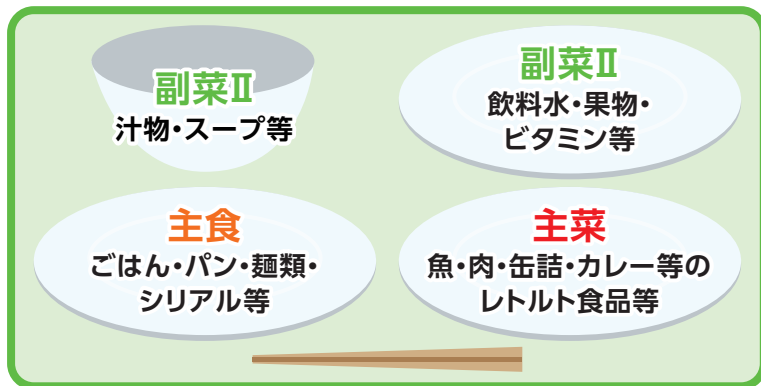 副菜Ⅱ
汁物・スープ等
副菜Ⅱ
飲料水・果物・
ビタミン等
主食
ごはん・パン・麺類・
シリアル等
主菜
魚・肉・缶詰・カレー等の
レトルト食品等